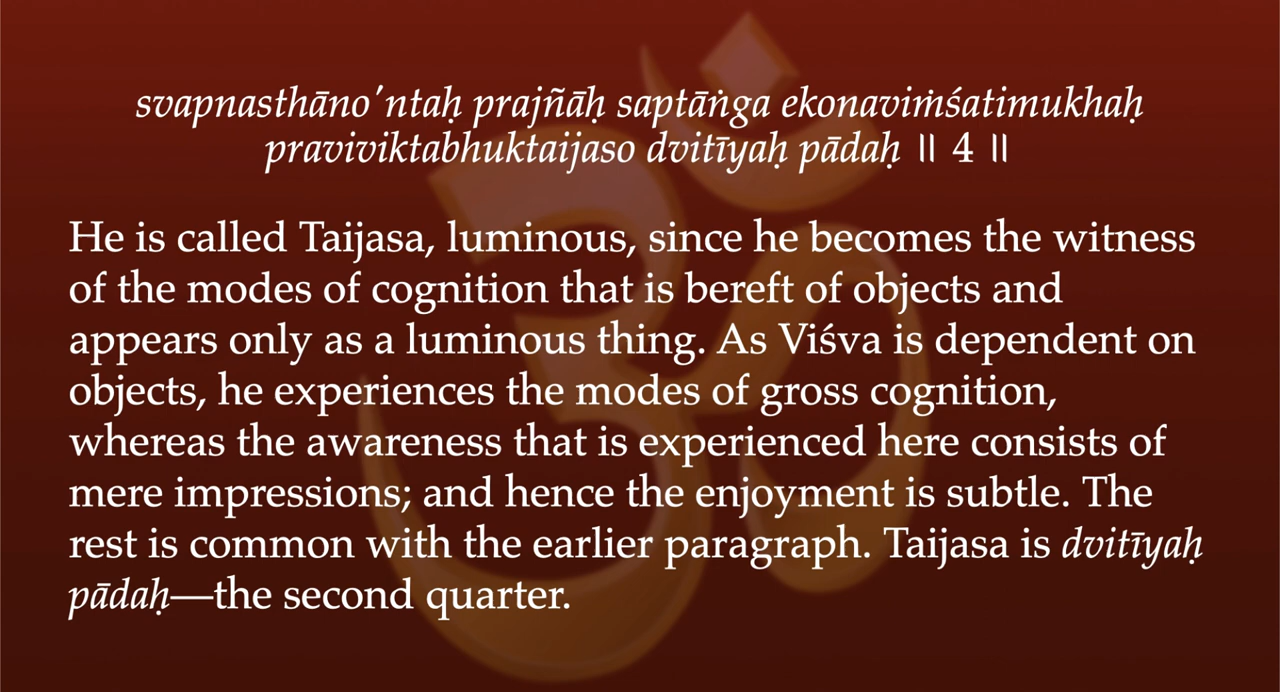 svapnasthāno'ntaḥ prajñāḥ saptāṅga ekonaviṁśatimukhaḥ
praviviktabhuktaijaso dvitīyaḥ pādaḥ || 4 ||
He is called Taijasa, luminous, since he becomes the witness
of the modes of cognition that is bereft of objects and
appears only as a luminous thing. As Viśva is dependent on
objects, he experiences the modes of gross cognition,
whereas the awareness that is experienced here consists of
mere impressions; and hence the enjoyment is subtle. The
rest is common with the earlier paragraph. Taijasa is dvitīyaḥ
pādaḥ—the second quarter.